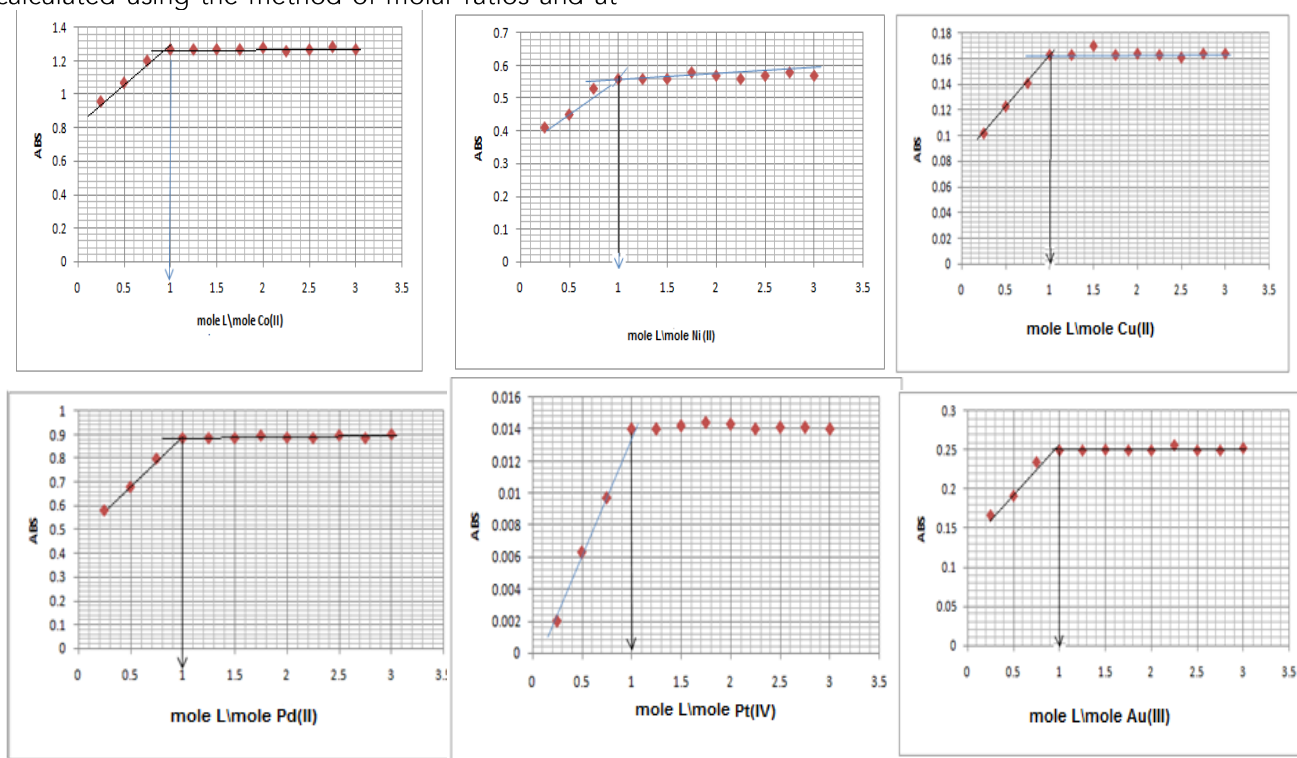 calculated using the method of molar ratios and at
1.4
1.2
1
0.8
0.6
0.4
0.2
0
ABS
0 0.5 1 1.5 2 2.5 3 3.5
mole L\mole Co(II)
0.7
0.6
0.5
0.4
0.3
0.2
0.1
0
ABS
0 0.5 1 1.5 2 2.5 3 3.5
mole L\mole Ni (II)
0.18
0.16
0.14
0.12
0.1
0.08
0.06
0.04
0.02
0
ABS
0 0.5 1 1.5 2 2.5 3 3.5
mole L\mole Cu(II)
1
0.9
0.8
0.7
0.6
0.5
0.4
0.3
0.2
0.1
0
ABS
0 0.5 1 1.5 2 2.5 3 3.
mole L\mole Pd(II)
0.016
0.014
0.012
0.01
0.008
0.006
0.004
0.002
0
ABS
0 0.5 1 1.5 2 2.5 3 3.5
mole L\mole Pt(IV)
0.3
0.25
0.2
0.15
0.1
0.05
0
ABS
0 0.5 1 1.5 2 2.5 3 3.5
mole L\mole Au(III)